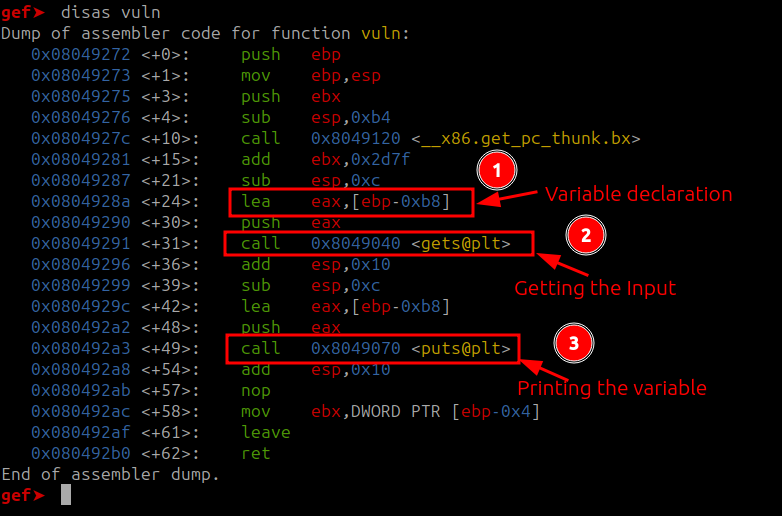 gef➤ disas vuln
Dump of assembler code for function vuln:
0x08049272 <+0>: push ebp
0x08049273 <+1>: mov ebp,esp
0x08049275 <+3>: push ebx
0x08049276 <+4>: sub esp,0xb4
0x0804927c <+10>: call 0x8049120 <__x86.get_pc_thunk.bx>
0x08049281 <+15>: add ebx,0x2d7f
0x08049287 <+21>: sub esp,0xc
1
0x0804928a <+24>: lea eax,[ebp-0xb8]
Variable declaration
0x08049290 <+30>: push eax
0x08049291 <+31>: call 0x8049040 <gets@plt>
2
0x08049296 <+36>: add esp,0x10
0x08049299 <+39>: sub esp,0xc
Getting the input
0x0804929c <+42>: lea eax,[ebp-0xb8]
0x080492a2 <+48>: push eax
0x080492a3 <+49>: call 0x8049070 <puts@plt>
3
0x080492a8 <+54>: add esp,0x10
Printing the variable
0x080492ab <+57>: nop
0x080492ac <+58>: mov ebx,DWORD PTR [ebp-0x4]
0x080492af <+61>: leave
0x080492b0 <+62>: ret
End of assembler dump.
gef➤